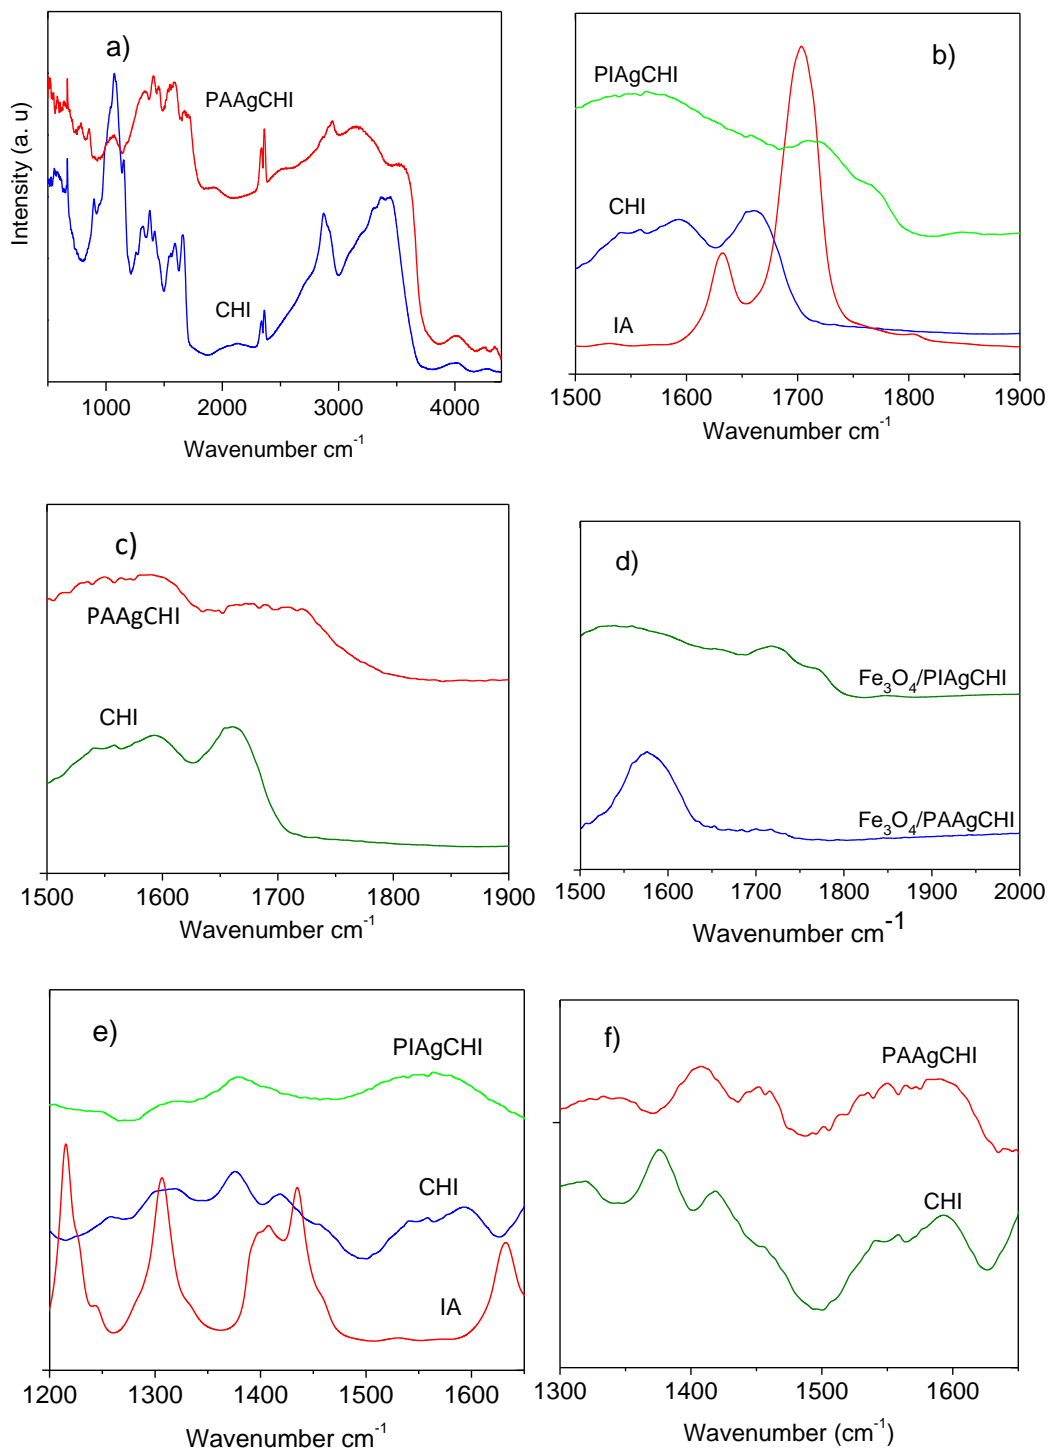 a)
PAAgCHI
CHI
Intensity (a. u)
1000 2000 3000 4000
Wavenumber cm⁻¹
b)
PIAgCHI
CHI
IA
1500 1600 1700 1800 1900
Wavenumber cm⁻¹
c)
PAAgCHI
CHI
1500 1600 1700 1800 1900
Wavenumber cm⁻¹
d)
Fe₃O₄/PIAgCHI
Fe₃O₄/PAAgCHI
1500 1600 1700 1800 1900 2000
Wavenumber cm⁻¹
e)
PIAgCHI
CHI
IA
1200 1300 1400 1500 1600
Wavenumber cm⁻¹
f)
PAAgCHI
CHI
1300 1400 1500 1600
Wavenumber (cm⁻¹)